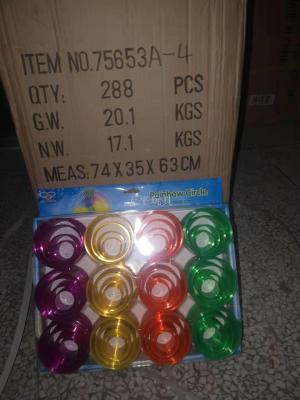 ITEM NO.75653A-4
QTY: 288 PCS
G.W. 20.1 KGS
N.W. 17.1 KGS
MEAS:74X35X63CM
Rainbow Circle